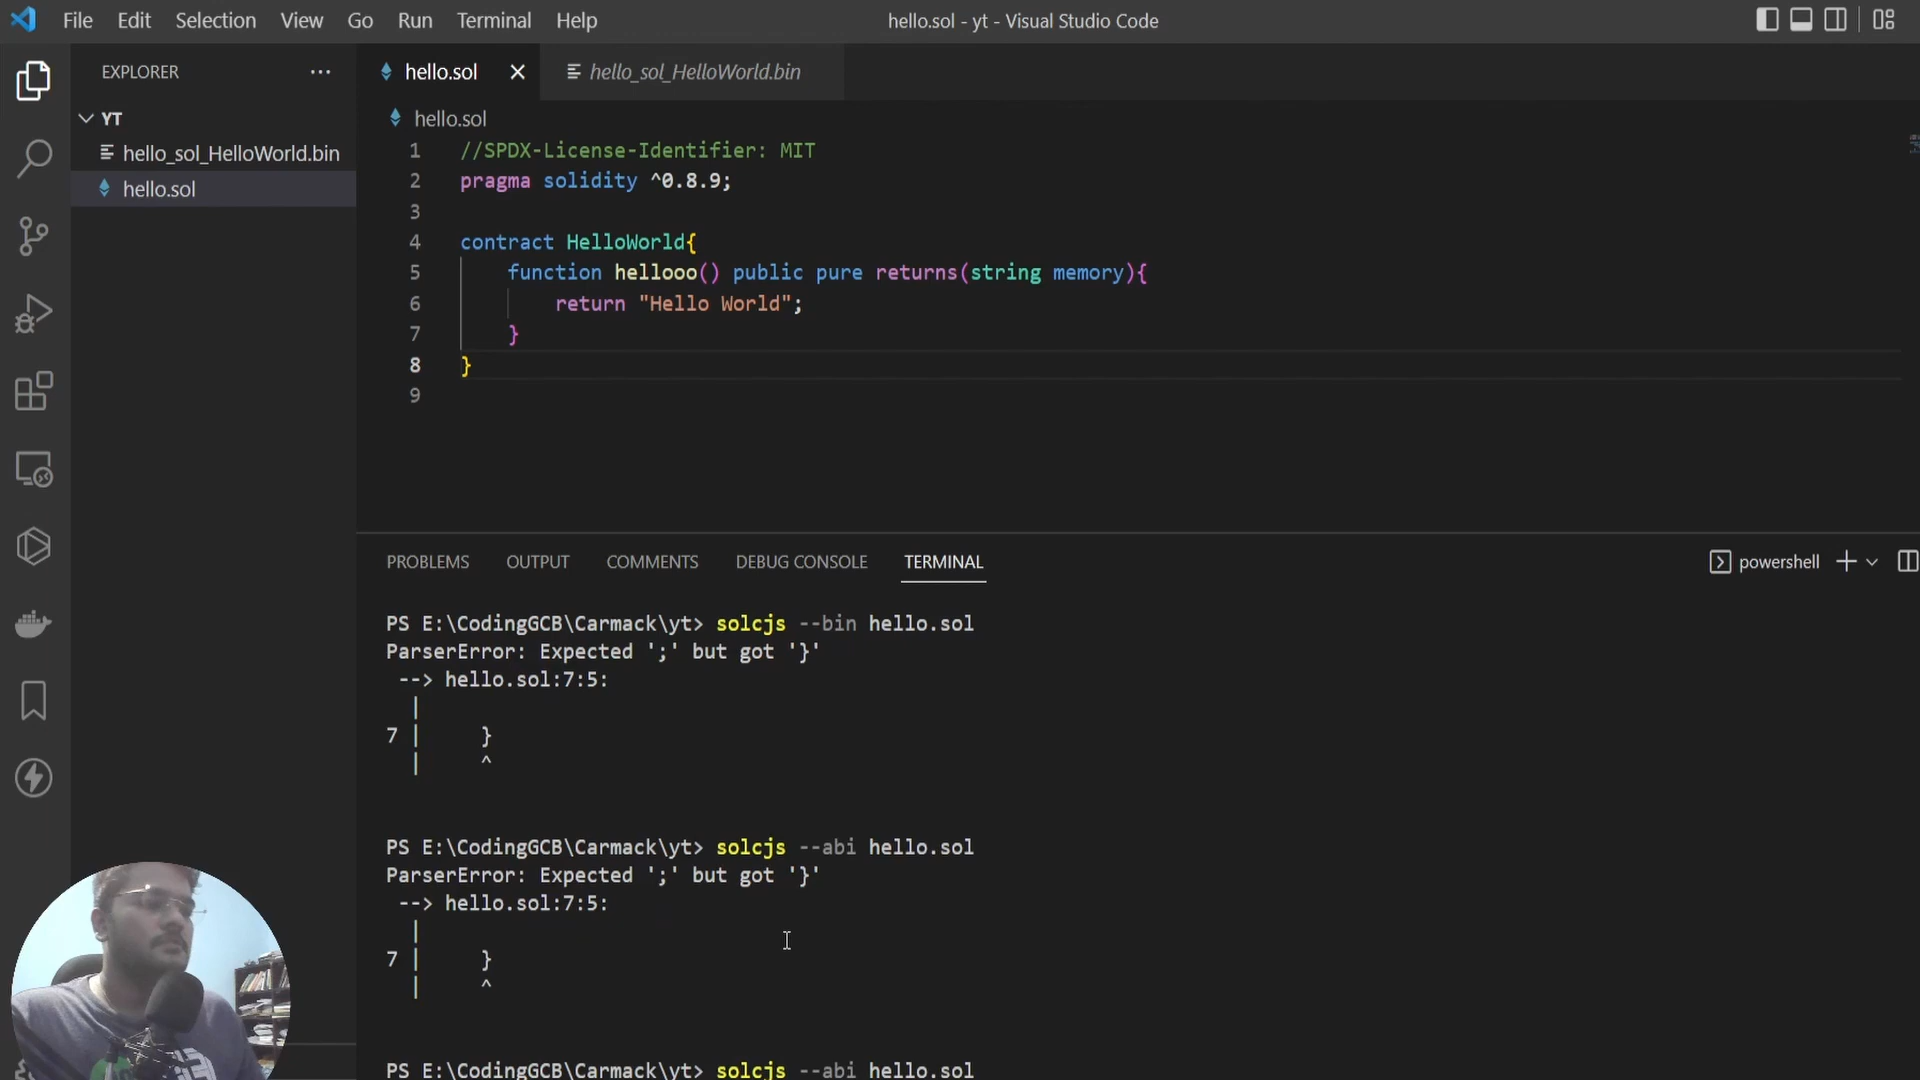 File Edit Selection View Go Run Terminal Help hello.sol - yt - Visual Studio Code
EXPLORER ···
YT
hello_sol_HelloWorld.bin
hello.sol
hello.sol hello_sol_HelloWorld.bin
hello.sol
1 //SPDX-License-Identifier: MIT
2 pragma solidity ^0.8.9;
3
4 contract HelloWorld{
5 function hellooo() public pure returns(string memory){
6 return "Hello World";
7 }
8 }
9
PROBLEMS OUTPUT COMMENTS DEBUG CONSOLE TERMINAL powershell
PS E:\CodingGCB\Carmack\yt> solcjs --bin hello.sol
ParserError: Expected ';' but got '}'
--> hello.sol:7:5:
|
7 | }
| ^
PS E:\CodingGCB\Carmack\yt> solcjs --abi hello.sol
ParserError: Expected ';' but got '}'
--> hello.sol:7:5:
|
7 | }
| ^
PS E:\CodingGCB\Carmack\yt> solcjs --abi hello.sol